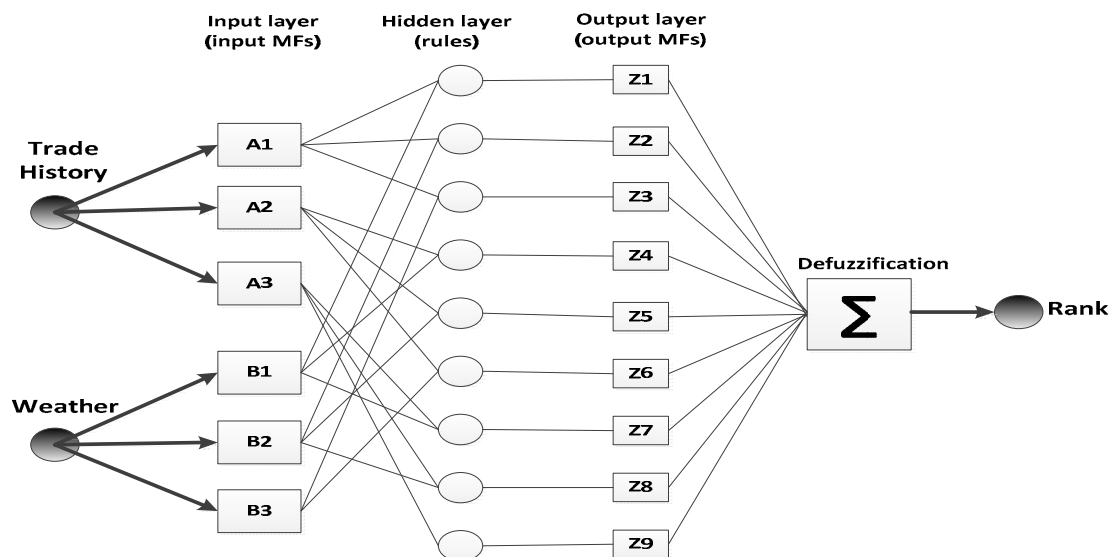 Input layer
(input MFs)
Hidden layer
(rules)
Output layer
(output MFs)
Trade
History
Weather
A1
A2
A3
B1
B2
B3
Z1
Z2
Z3
Z4
Z5
Z6
Z7
Z8
Z9
Defuzzification
Σ
Rank